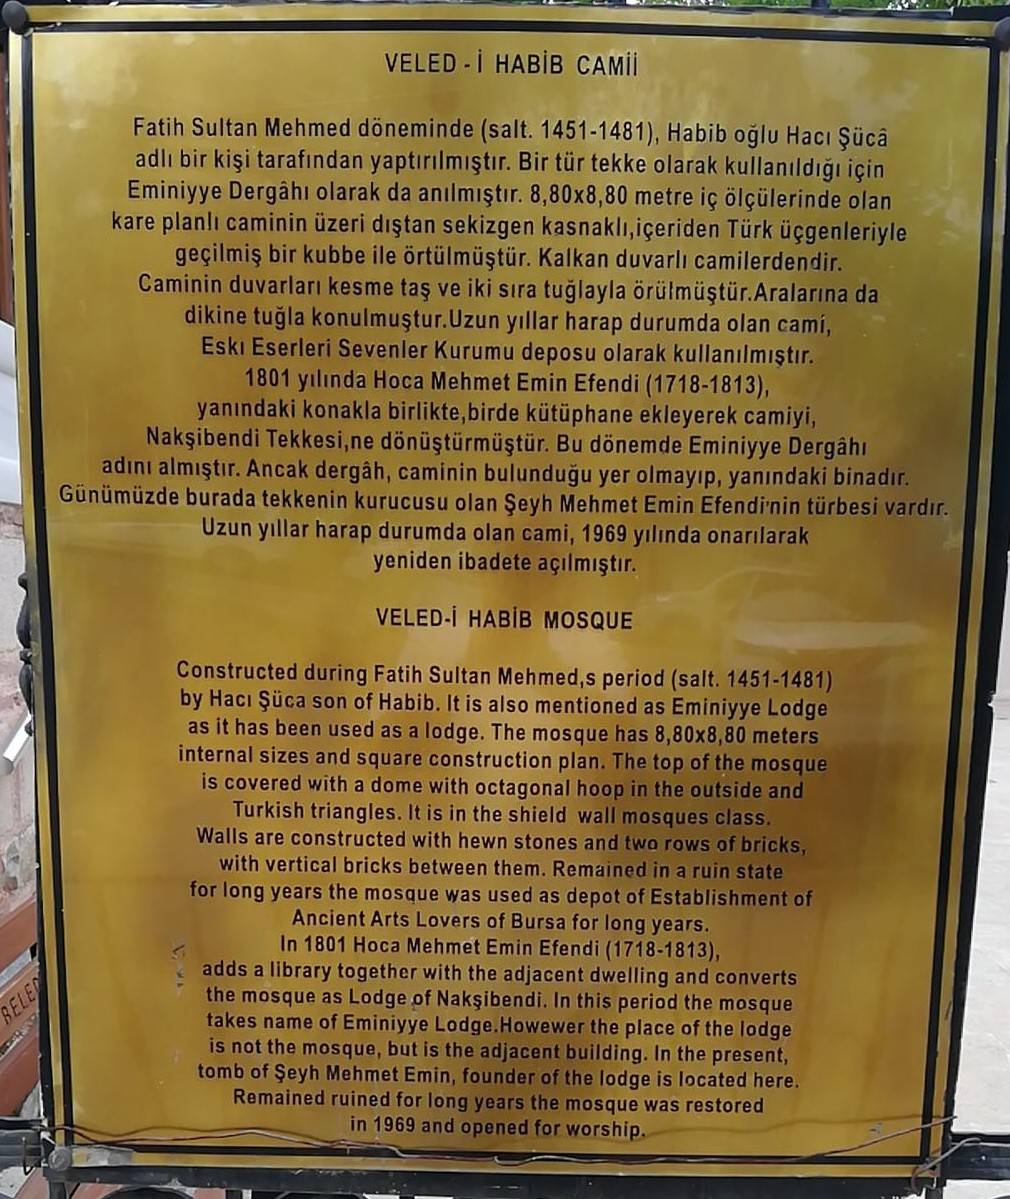 VELED - İ HABİB CAMİİ
Fatih Sultan Mehmed döneminde (salt. 1451-1481), Habib oğlu Hacı Şücâ
adlı bir kişi tarafından yaptırılmıştır. Bir tür tekke olarak kullanıldığı için
Eminiyye Dergâhı olarak da anılmıştır. 8,80x8,80 metre iç ölçülerinde olan
kare planlı caminin üzeri dıştan sekizgen kasnaklı,içeriden Türk üçgenleriyle
geçilmiş bir kubbe ile örtülmüştür. Kalkan duvarlı camilerdendir.
Caminin duvarları kesme taş ve iki sıra tuğlayla örülmüştür.Aralarına da
dikine tuğla konulmuştur.Uzun yıllar harap durumda olan cami,
Eskı Eserleri Sevenler Kurumu deposu olarak kullanılmıştır.
1801 yılında Hoca Mehmet Emin Efendi (1718-1813),
yanındaki konakla birlikte,birde kütüphane ekleyerek camiyi,
Nakşibendi Tekkesi,ne dönüştürmüştür. Bu dönemde Eminiyye Dergâhı
adını almıştır. Ancak dergâh, caminin bulunduğu yer olmayıp, yanındaki binadır.
Günümüzde burada tekkenin kurucusu olan Şeyh Mehmet Emin Efendi'nin türbesi vardır.
Uzun yıllar harap durumda olan cami, 1969 yılında onarılarak
yeniden ibadete açılmıştır.
VELED-İ HABİB MOSQUE
Constructed during Fatih Sultan Mehmed,s period (salt. 1451-1481)
by Hacı Şüca son of Habib. It is also mentioned as Eminiyye Lodge
as it has been used as a lodge. The mosque has 8,80x8,80 meters
internal sizes and square construction plan. The top of the mosque
is covered with a dome with octagonal hoop in the outside and
Turkish triangles. It is in the shield wall mosques class.
Walls are constructed with hewn stones and two rows of bricks,
with vertical bricks between them. Remained in a ruin state
for long years the mosque was used as depot of Establishment of
Ancient Arts Lovers of Bursa for long years.
In 1801 Hoca Mehmet Emin Efendi (1718-1813),
adds a library together with the adjacent dwelling and converts
the mosque as Lodge of Nakşibendi. In this period the mosque
takes name of Eminiyye Lodge.Howewer the place of the lodge
is not the mosque, but is the adjacent building. In the present,
tomb of Şeyh Mehmet Emin, founder of the lodge is located here.
Remained ruined for long years the mosque was restored
in 1969 and opened for worship.
BELED